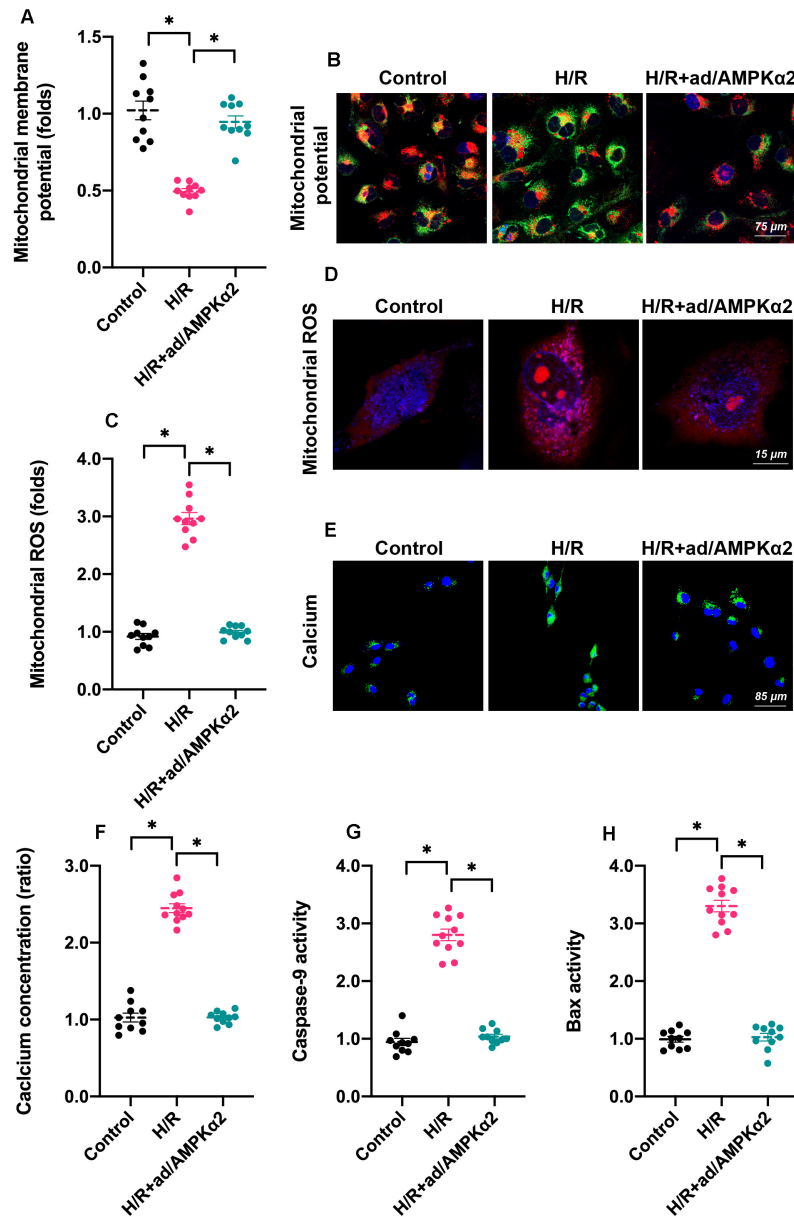 A
Mitochondrial membrane
potential (folds)
1.5
1.0
0.5
0.0
*
*
Control
H/R
H/R+ad/AMPKα2
B
Control
H/R
H/R+ad/AMPKα2
Mitochondrial
potential
75 µm
C
Mitochondrial ROS (folds)
4.0
3.0
2.0
1.0
0.0
*
*
Control
H/R
H/R+ad/AMPKα2
D
Control
H/R
H/R+ad/AMPKα2
Mitochondrial ROS
15 µm
E
Control
H/R
H/R+ad/AMPKα2
Calcium
85 µm
F
Caclcium concentration (ratio)
3.0
2.0
1.0
0.0
*
*
Control
H/R
H/R+ad/AMPKα2
G
Caspase-9 activity
4.0
3.0
2.0
1.0
0.0
*
*
Control
H/R
H/R+ad/AMPKα2
H
Bax activity
4.0
3.0
2.0
1.0
0.0
*
*
Control
H/R
H/R+ad/AMPKα2